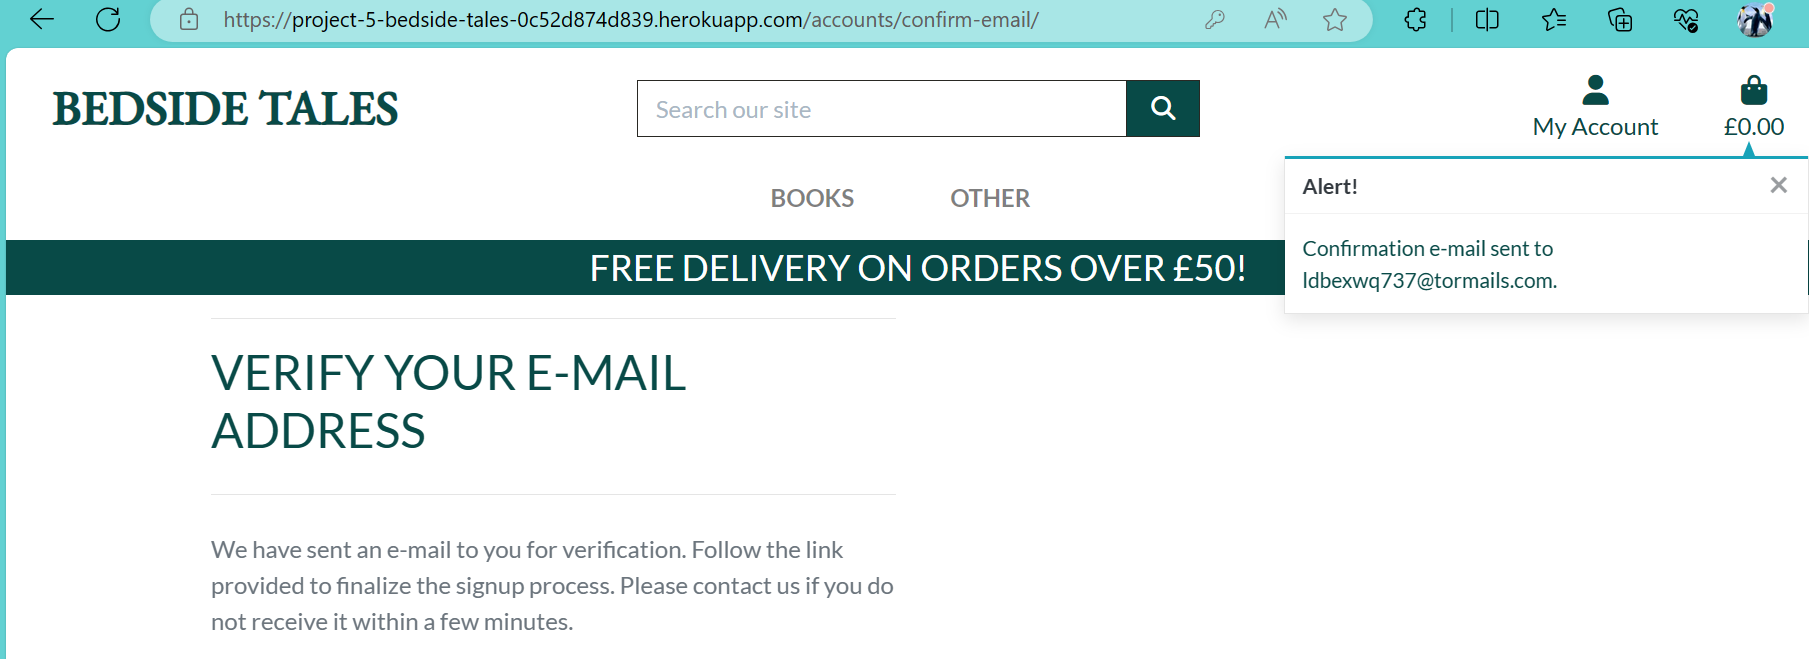 https://project-5-bedside-tales-0c52d874d839.herokuapp.com/accounts/confirm-email/
BEDSIDE TALES
Search our site
My Account
£0.00
BOOKS
OTHER
Alert!
Confirmation e-mail sent to
ldbexwq737@tormails.com.
FREE DELIVERY ON ORDERS OVER £50!
VERIFY YOUR E-MAIL
ADDRESS
We have sent an e-mail to you for verification. Follow the link
provided to finalize the signup process. Please contact us if you do
not receive it within a few minutes.